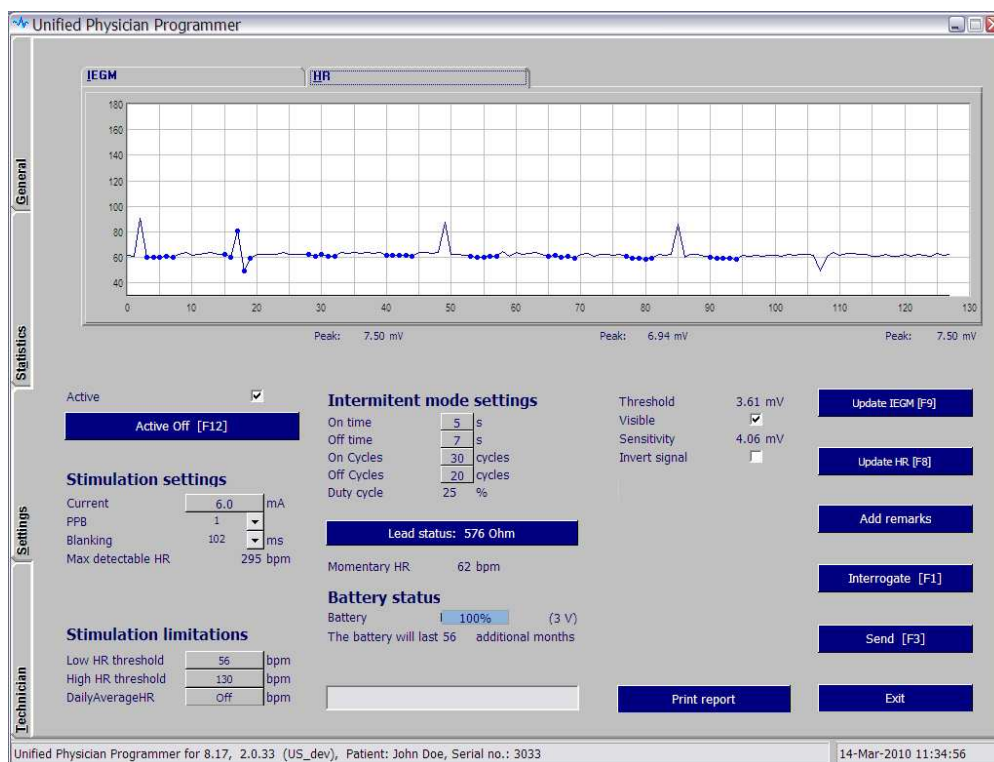 Unified Physician Programmer
IEGM
HR
180
160
140
120
100
80
60
40
0 10 20 30 40 50 60 70 80 90 100 110 120 130
Peak: 7.50 mV Peak: 6.94 mV Peak: 7.50 mV
General
Statistics
Settings
Technician
Active
Active Off [F12]
Stimulation settings
Current 6.0 mA
PPB 1
Blanking 102 ms
Max detectable HR 295 bpm
Stimulation limitations
Low HR threshold 56 bpm
High HR threshold 130 bpm
DailyAverageHR Off bpm
Intermitent mode settings
On time 5 s
Off time 7 s
On Cycles 30 cycles
Off Cycles 20 cycles
Duty cycle 25 %
Lead status: 576 Ohm
Momentary HR 62 bpm
Battery status
Battery 100% (3 V)
The battery will last 56 additional months
Threshold 3.61 mV
Visible
Sensitivity 4.06 mV
Invert signal
Print report
Update IEGM [F9]
Update HR [F8]
Add remarks
Interrogate [F1]
Send [F3]
Exit
Unified Physician Programmer for 8.17, 2.0.33 (US_dev), Patient: John Doe, Serial no.: 3033
14-Mar-2010 11:34:56